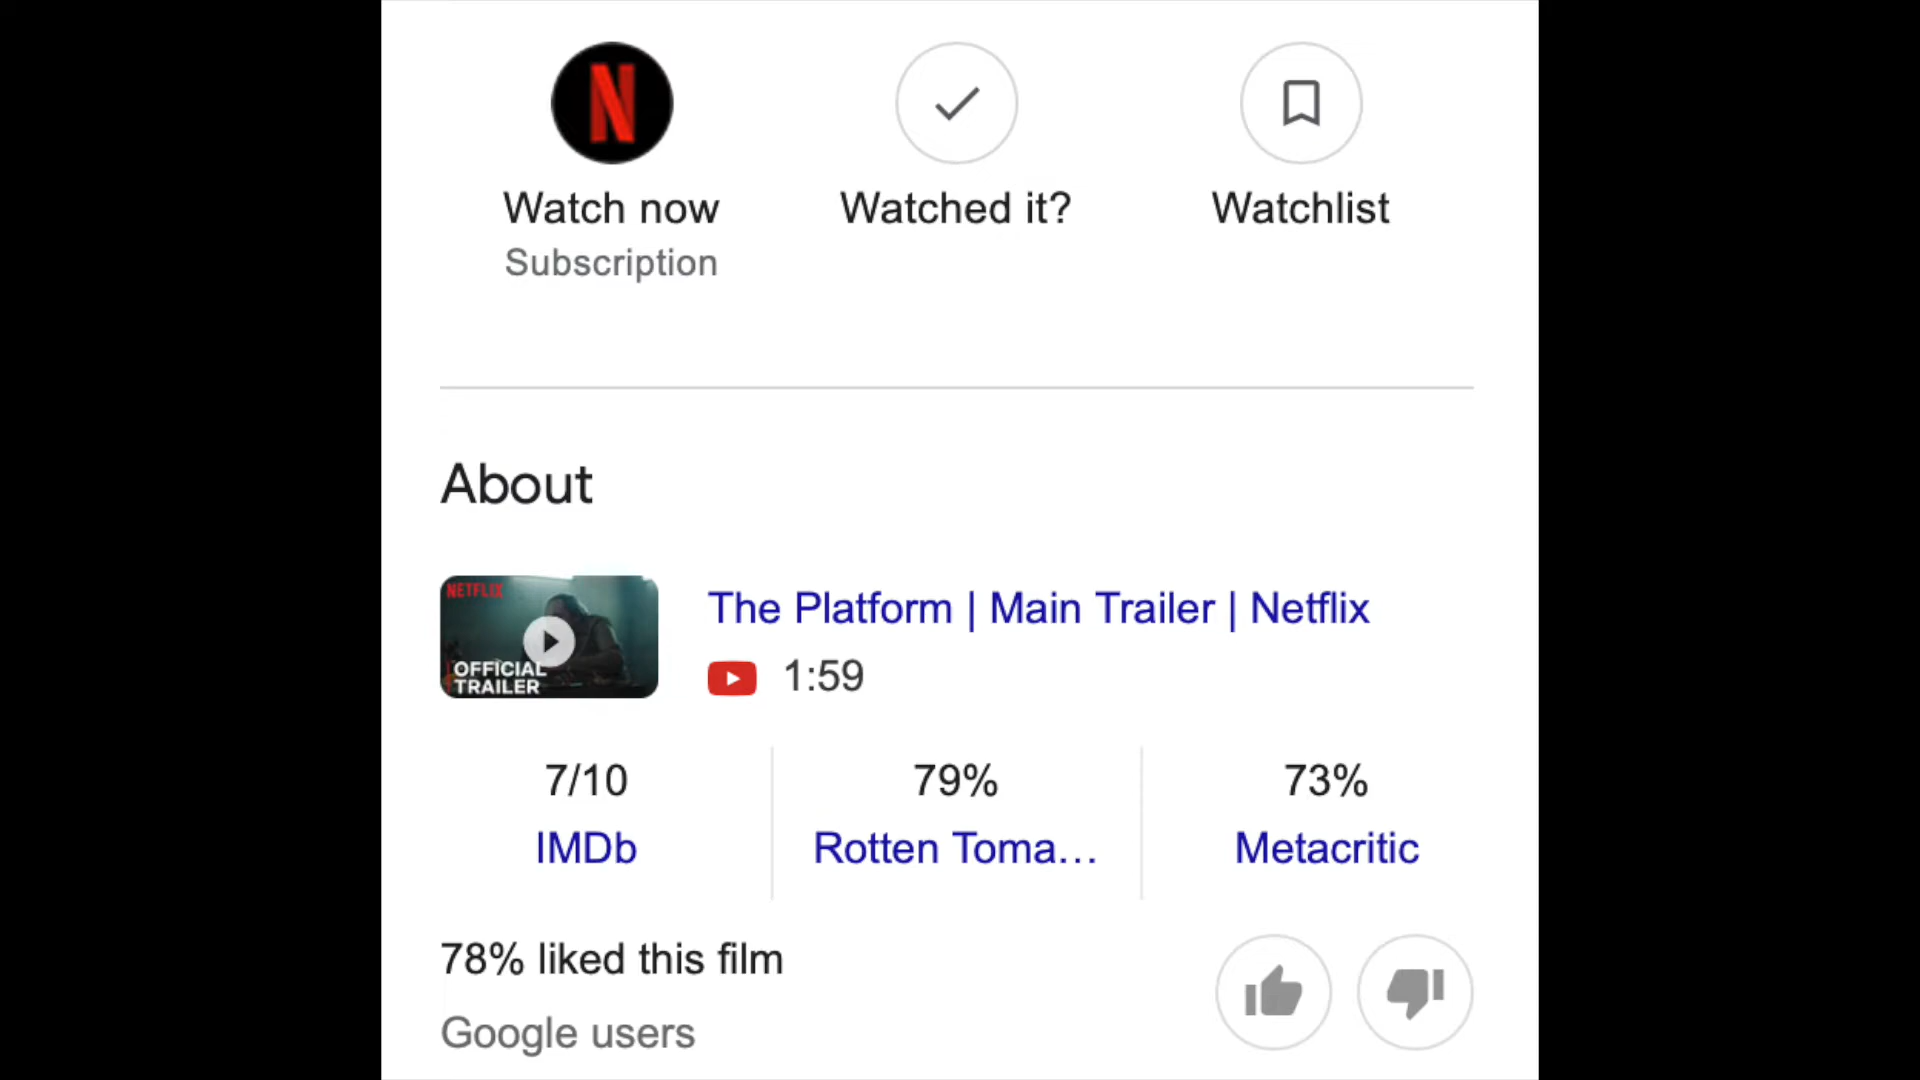 N
Watch now
Subscription
Watched it?
Watchlist
About
NETFLIX
OFFICIAL
TRAILER
The Platform | Main Trailer | Netflix
1:59
7/10
IMDb
79%
Rotten Toma...
73%
Metacritic
78% liked this film
Google users